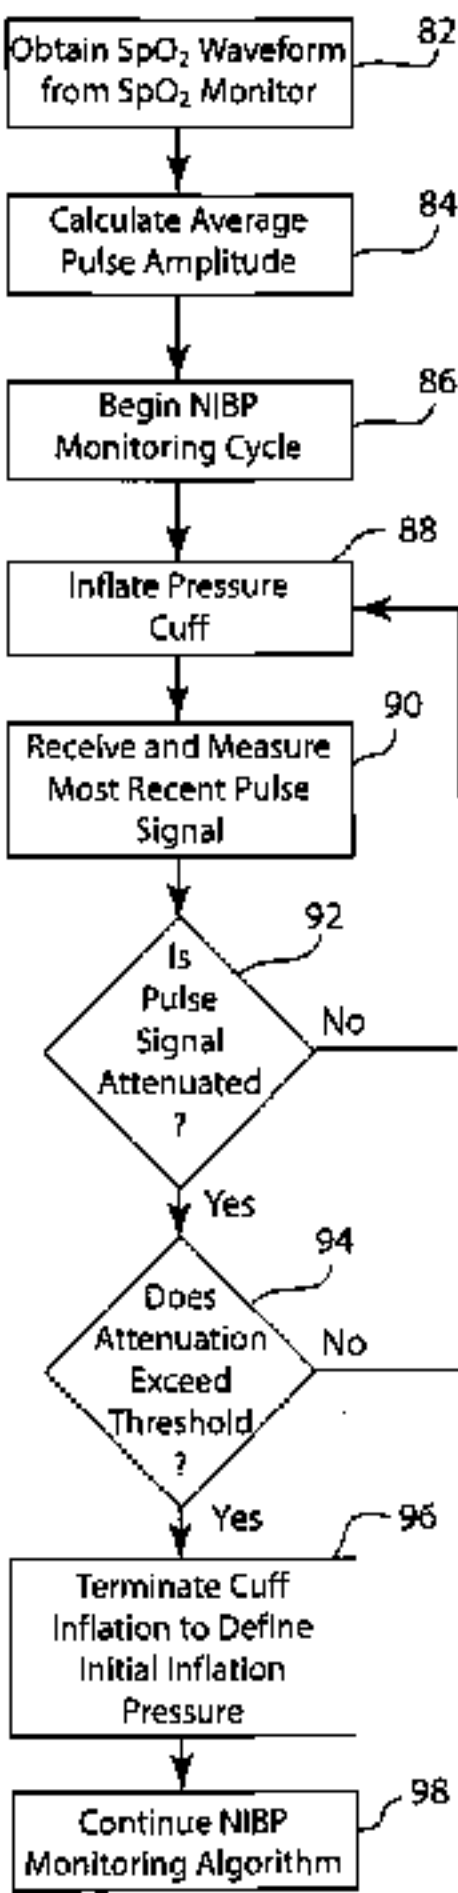 82
Obtain SpO₂ Waveform
from SpO₂ Monitor
84
Calculate Average
Pulse Amplitude
86
Begin NIBP
Monitoring Cycle
88
Inflate Pressure
Cuff
90
Receive and Measure
Most Recent Pulse
Signal
92
Is
Pulse
Signal
Attenuated
?
No
Yes
94
Does
Attenuation
Exceed
Threshold
?
No
Yes
96
Terminate Cuff
Inflation to Define
Initial Inflation
Pressure
98
Continue NIBP
Monitoring Algorithm